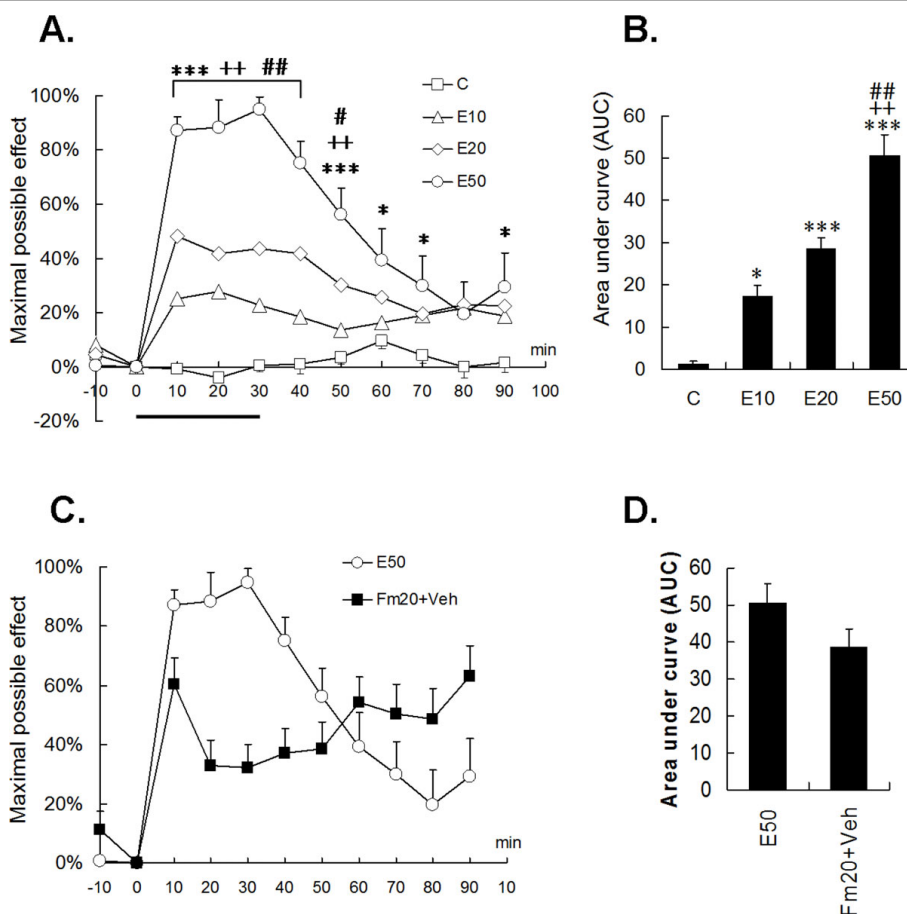 A.
*** ++ ##
#
++
***
*
*
*
C
E10
E20
E50
Maximal possible effect
100%
80%
60%
40%
20%
0%
-20%
min
-10 0 10 20 30 40 50 60 70 80 90 100
B.
Area under curve (AUC)
60
50
40
30
20
10
0
*
***
##
++
***
C E10 E20 E50
C.
E50
Fm20+Veh
Maximal possible effect
100%
80%
60%
40%
20%
0%
min
-10 0 10 20 30 40 50 60 70 80 90 10
D.
Area under curve (AUC)
60
50
40
30
20
10
0
E50
Fm20+Veh